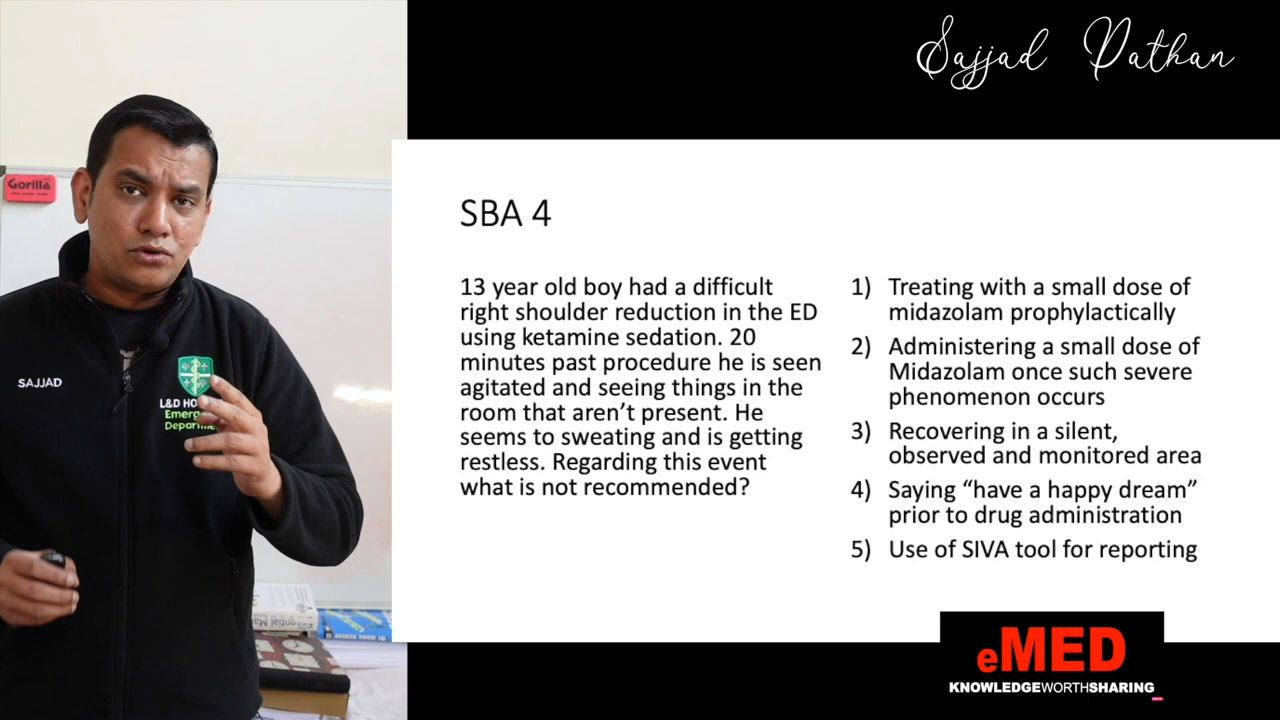 Sajjad Pathan
Gorilla
SAJJAD
L&D HO
Emerg
Departme
SBA 4
13 year old boy had a difficult
right shoulder reduction in the ED
using ketamine sedation. 20
minutes past procedure he is seen
agitated and seeing things in the
room that aren’t present. He
seems to sweating and is getting
restless. Regarding this event
what is not recommended?
1) Treating with a small dose of
midazolam prophylactically
2) Administering a small dose of
Midazolam once such severe
phenomenon occurs
3) Recovering in a silent,
observed and monitored area
4) Saying “have a happy dream”
prior to drug administration
5) Use of SIVA tool for reporting
eMED
KNOWLEDGEWORTHSHARING